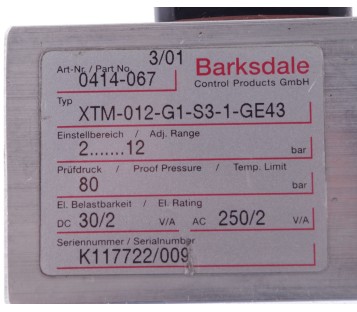 3/01
Art-Nr. / Part No. Barksdale
0414-067 Control Products GmbH
Typ
XTM-012-G1-S3-1-GE43
Einstellbereich / Adj. Range
2.......12 bar
Prüfdruck / Proof Pressure / Temp. Limit
80 bar
El. Belastbarkeit / El. Rating
DC 30/2 V/A AC 250/2 V/A
Seriennummer / Serialnumber
K117722/009